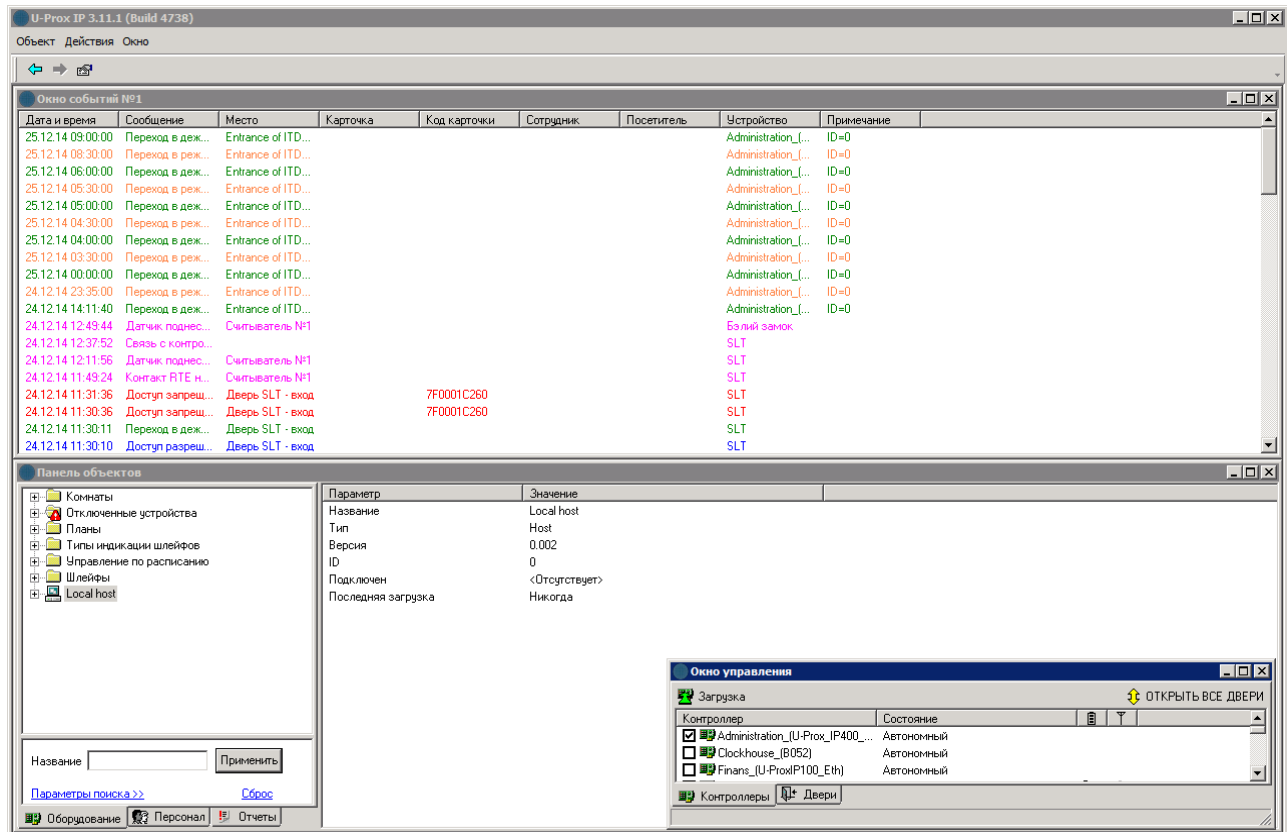 U-Prox IP 3.11.1 (Build 4738)
Объект Действия Окно
Окно событий №1
Дата и время Сообщение Место Карточка Код карточки Сотрудник Посетитель Устройство Примечание
25.12.14 09:00:00 Переход в деж... Entrance of ITD... Administration_(... ID=0
25.12.14 08:30:00 Переход в реж... Entrance of ITD... Administration_(... ID=0
25.12.14 06:00:00 Переход в деж... Entrance of ITD... Administration_(... ID=0
25.12.14 05:30:00 Переход в реж... Entrance of ITD... Administration_(... ID=0
25.12.14 05:00:00 Переход в деж... Entrance of ITD... Administration_(... ID=0
25.12.14 04:30:00 Переход в реж... Entrance of ITD... Administration_(... ID=0
25.12.14 04:00:00 Переход в деж... Entrance of ITD... Administration_(... ID=0
25.12.14 03:30:00 Переход в реж... Entrance of ITD... Administration_(... ID=0
25.12.14 00:00:00 Переход в деж... Entrance of ITD... Administration_(... ID=0
24.12.14 23:35:00 Переход в реж... Entrance of ITD... Administration_(... ID=0
24.12.14 14:11:40 Переход в деж... Entrance of ITD... Administration_(... ID=0
24.12.14 12:49:44 Датчик поднес... Считыватель №1 Бэлий замок
24.12.14 12:37:52 Связь с контро... SLT
24.12.14 12:11:56 Датчик поднес... Считыватель №1 SLT
24.12.14 11:49:24 Контакт RTE н... Считыватель №1 SLT
24.12.14 11:31:36 Доступ запрещ... Дверь SLT - вход 7F0001C260 SLT
24.12.14 11:30:36 Доступ запрещ... Дверь SLT - вход 7F0001C260 SLT
24.12.14 11:30:11 Переход в деж... Дверь SLT - вход SLT
24.12.14 11:30:10 Доступ разреш... Дверь SLT - вход SLT
Панель объектов
Комнаты
Отключенные устройства
Планы
Типы индикации шлейфов
Управление по расписанию
Шлейфы
Local host
Название Применить
Параметры поиска >> Сброс
Оборудование Персонал Отчеты
Параметр Значение
Название Local host
Тип Host
Версия 0.002
ID 0
Подключен <Отсутствует>
Последняя загрузка Никогда
Окно управления
Загрузка ОТКРЫТЬ ВСЕ ДВЕРИ
Контроллер Состояние
Administration_(U-Prox_IP400_... Автономный
Clockhouse_(B052) Автономный
Finans_(U-ProxIP100_Eth) Автономный
Контроллеры Двери